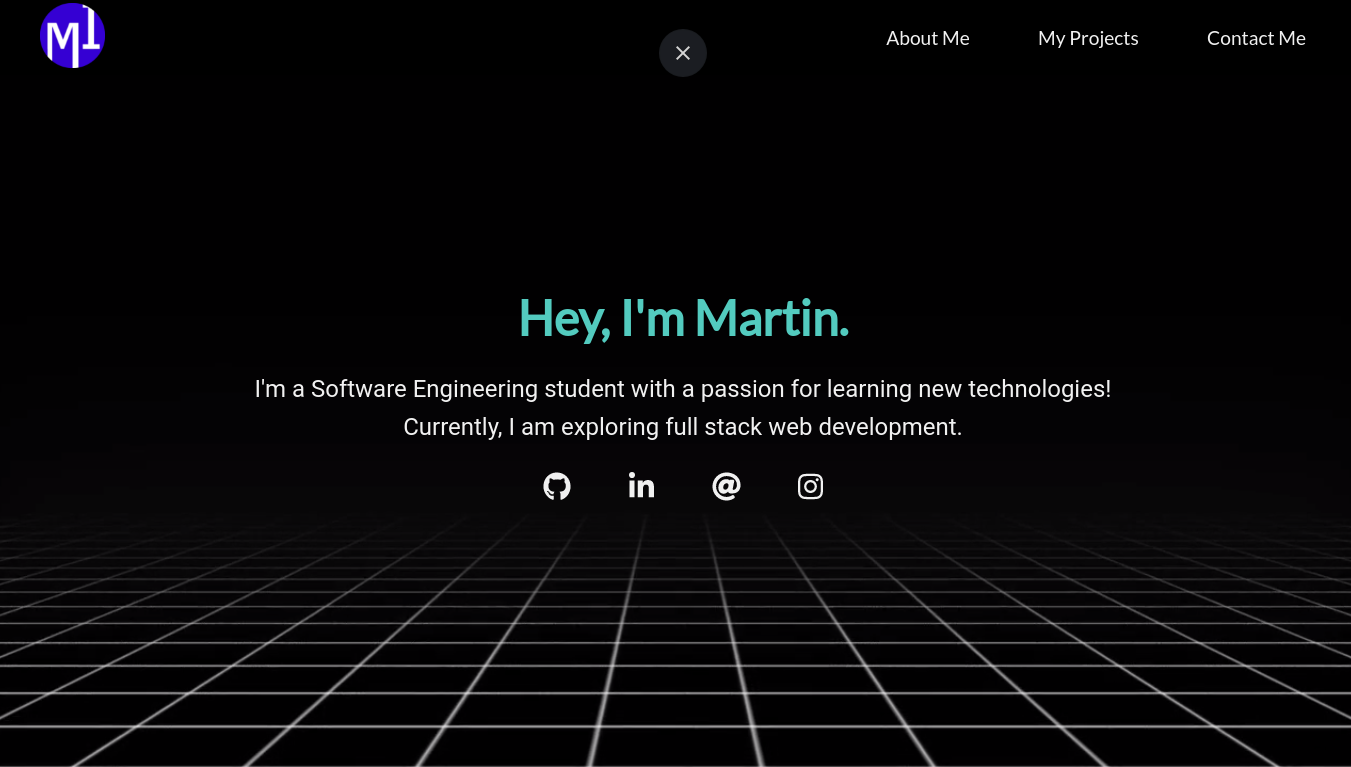 About Me
My Projects
Contact Me
Hey, I'm Martin.
I'm a Software Engineering student with a passion for learning new technologies!
Currently, I am exploring full stack web development.